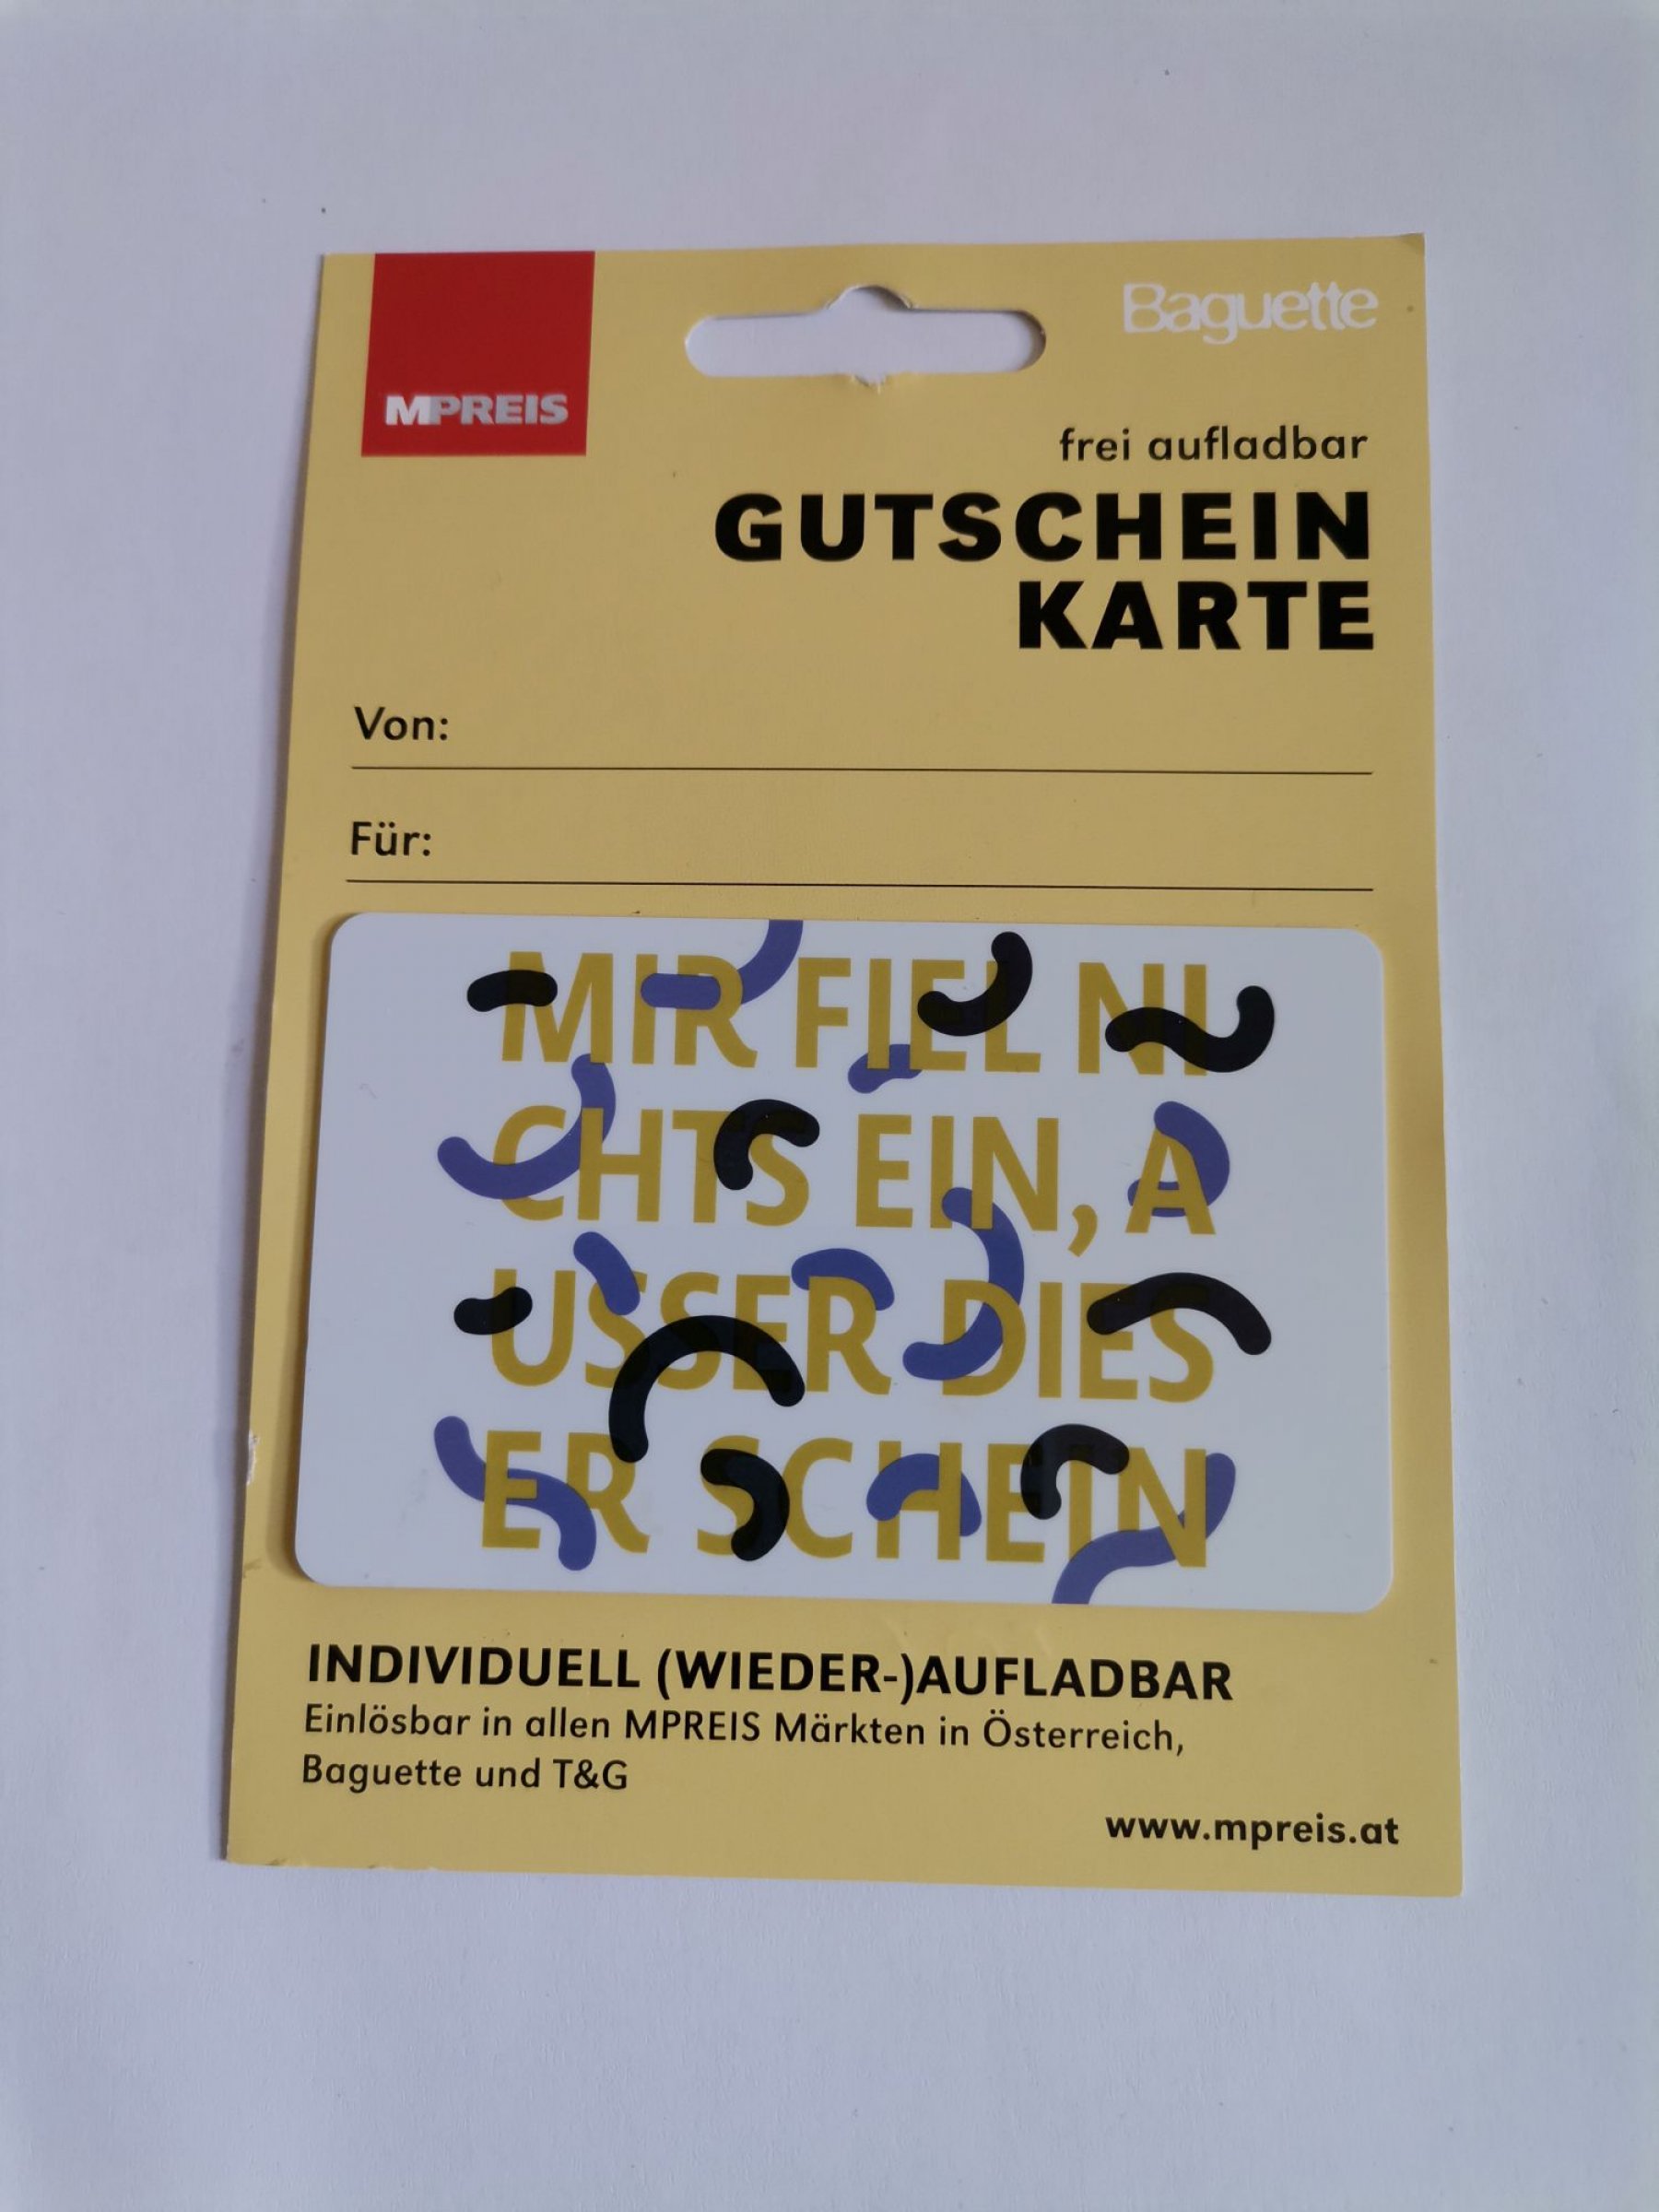 MPREIS
Baguette
frei aufladbar
GUTSCHEIN
KARTE
Von:
Für:
MIR FIEL NI
CHTS EIN, A
USSER DIES
ER SCHEIN
INDIVIDUELL (WIEDER-)AUFLADBAR
Einlösbar in allen MPREIS Märkten in Österreich,
Baguette und T&G
www.mpreis.at